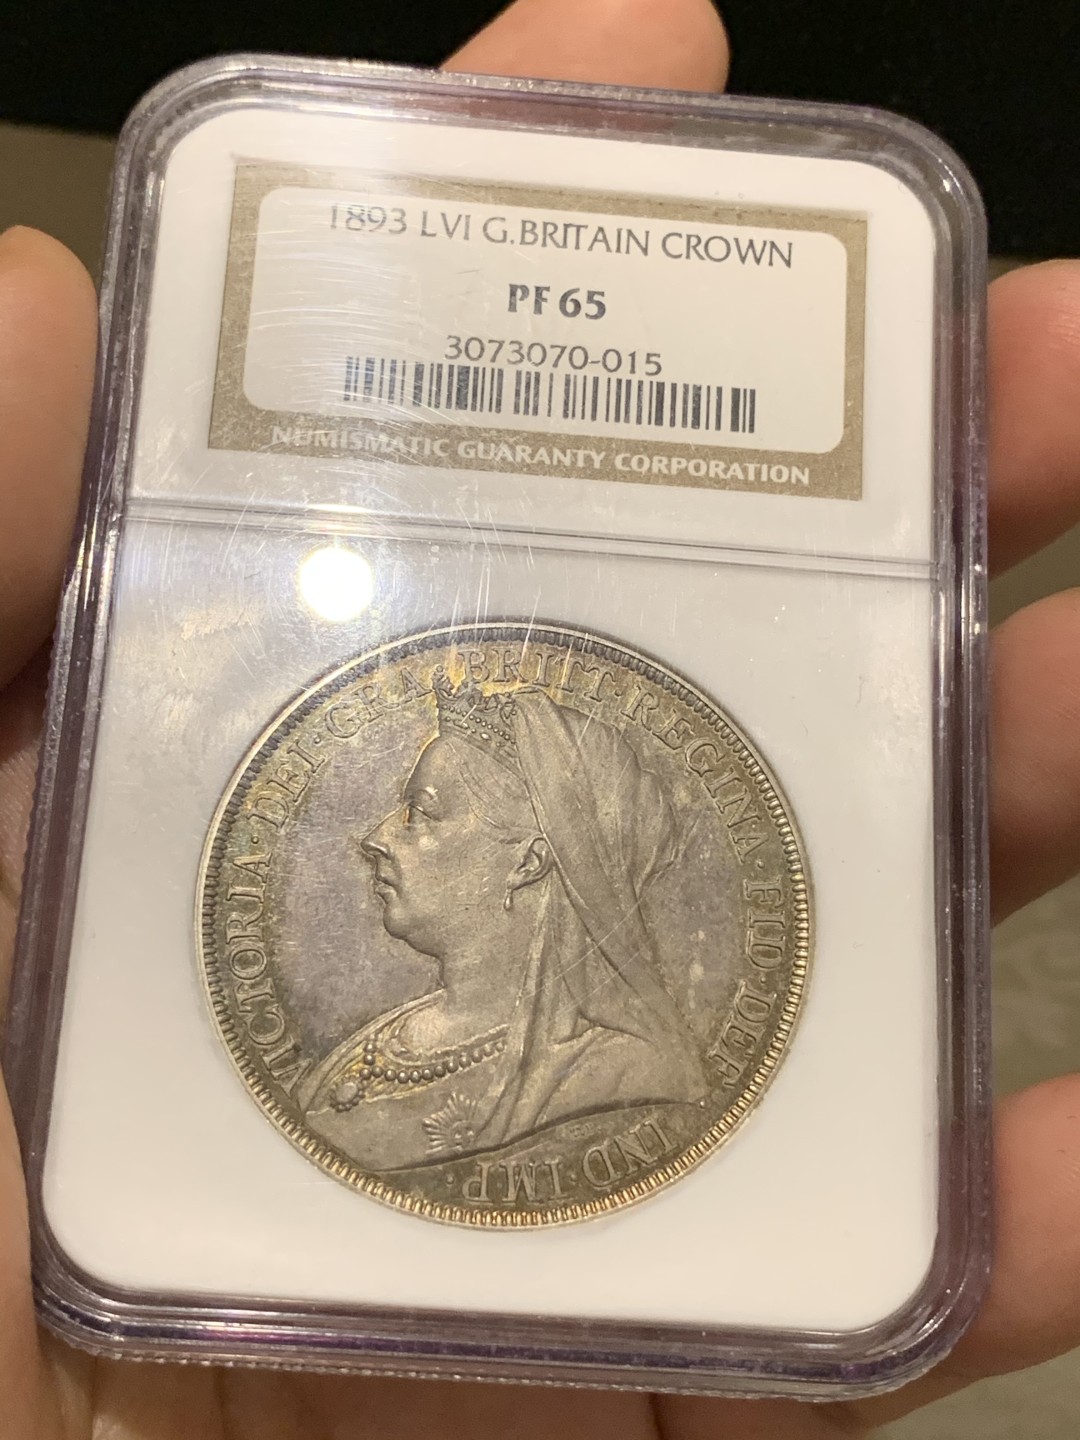 1893 LVI G.BRITAIN CROWN
PF 65
3073070-015
NUMISMATIC GUARANTY CORPORATION
VICTORIA·DEI·GRA·BRITT·REGINA·FID·DEF·IND·IMP·